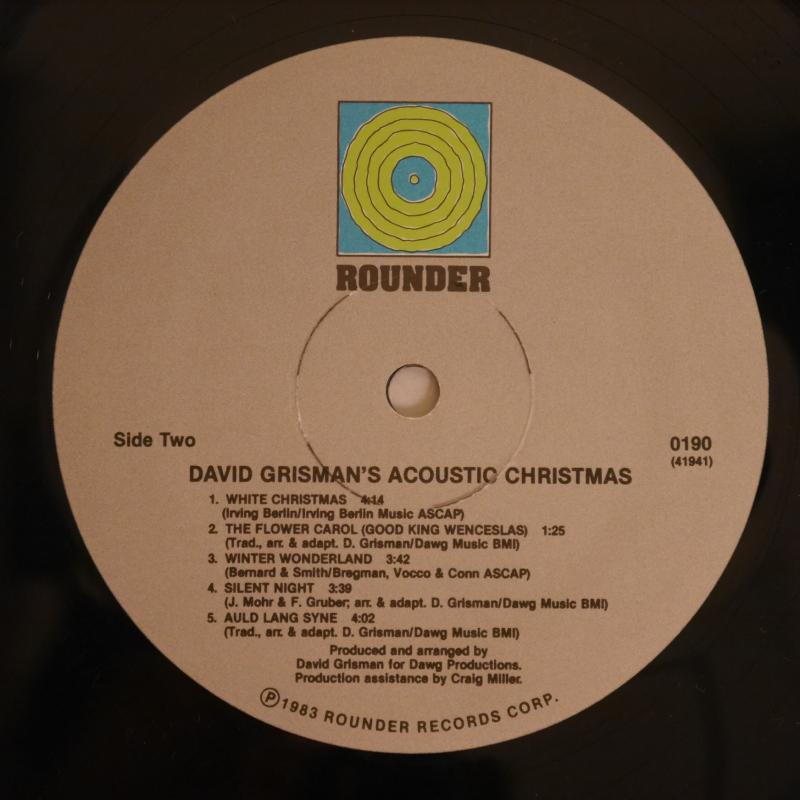 ROUNDER
Side Two
0190
(41941)
DAVID GRISMAN'S ACOUSTIC CHRISTMAS
1. WHITE CHRISTMAS 4:14
(Irving Berlin/Irving Berlin Music ASCAP)
2. THE FLOWER CAROL (GOOD KING WENCESLAS) 1:25
(Trad., arr. & adapt. D. Grisman/Dawg Music BMI)
3. WINTER WONDERLAND 3:42
(Bernard & Smith/Bregman, Vocco & Conn ASCAP)
4. SILENT NIGHT 3:39
(J. Mohr & F. Gruber; arr. & adapt. D. Grisman/Dawg Music BMI)
5. AULD LANG SYNE 4:02
(Trad., arr. & adapt. D. Grisman/Dawg Music BMI)
Produced and arranged by
David Grisman for Dawg Productions.
Production assistance by Craig Miller.
Ⓟ1983 ROUNDER RECORDS CORP.